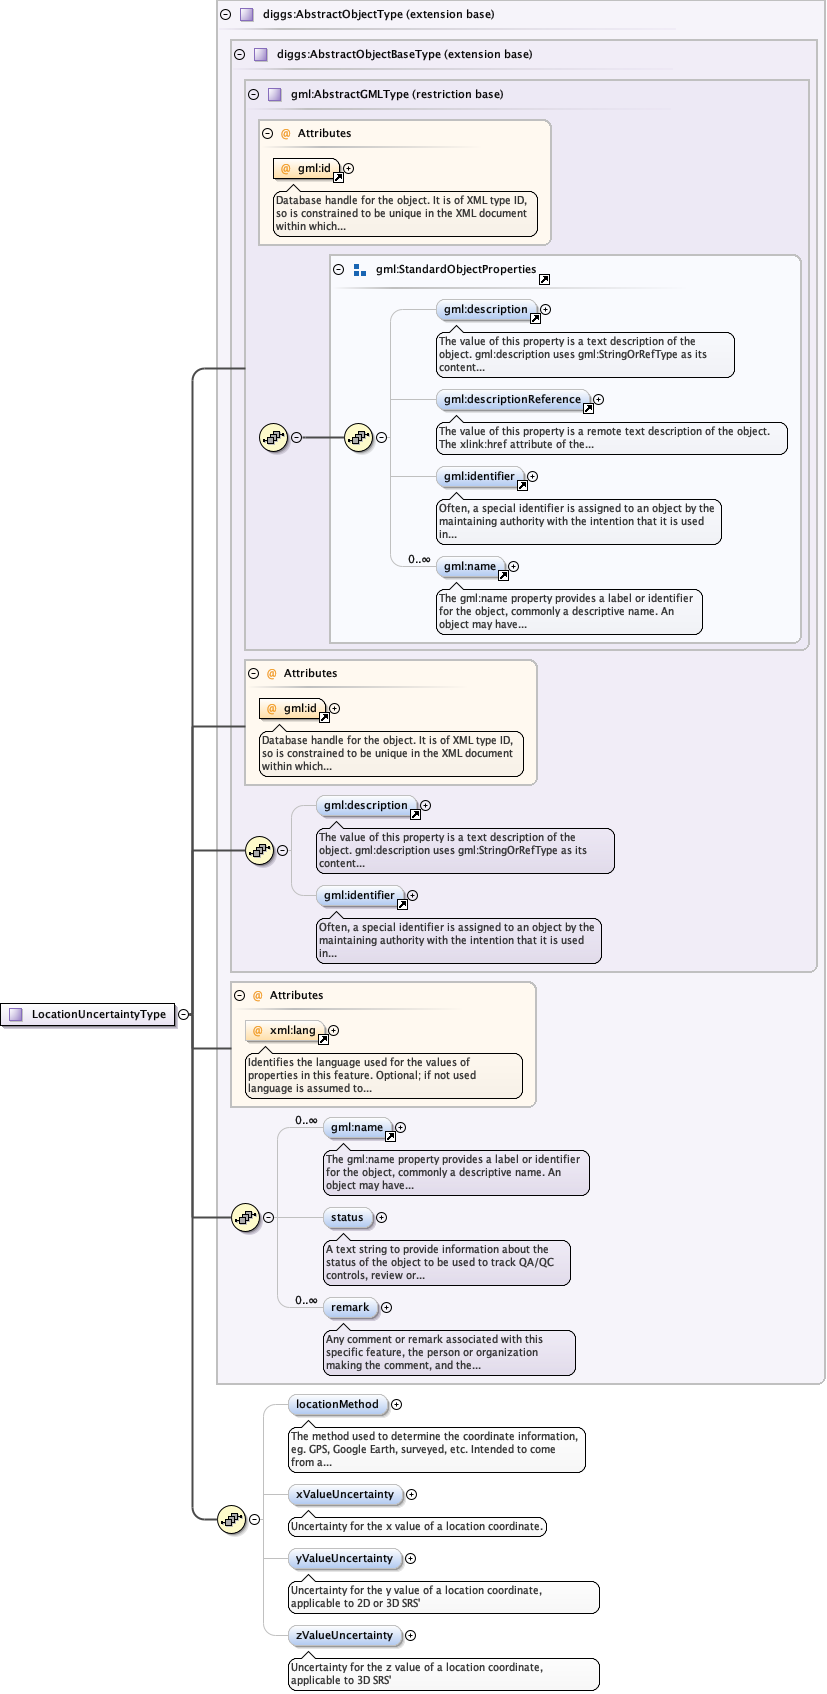 diggs:AbstractObjectType (extension base)
diggs:AbstractObjectBaseType (extension base)
gml:AbstractGMLType (restriction base)
@ Attributes
@ gml:id
Database handle for the object. It is of XML type ID,
so is constrained to be unique in the XML document
within which...
gml:StandardObjectProperties
gml:description
The value of this property is a text description of the
object. gml:description uses gml:StringOrRefType as its
content...
gml:descriptionReference
The value of this property is a remote text description of the object.
The xlink:href attribute of the...
gml:identifier
Often, a special identifier is assigned to an object by the
maintaining authority with the intention that it is used
in...
0..∞
gml:name
The gml:name property provides a label or identifier
for the object, commonly a descriptive name. An
object may have...
@ Attributes
@ gml:id
Database handle for the object. It is of XML type ID,
so is constrained to be unique in the XML document
within which...
gml:description
The value of this property is a text description of the
object. gml:description uses gml:StringOrRefType as its
content...
gml:identifier
Often, a special identifier is assigned to an object by the
maintaining authority with the intention that it is used
in...
LocationUncertaintyType
@ Attributes
@ xml:lang
Identifies the language used for the values of
properties in this feature. Optional; if not used
language is assumed to...
0..∞
gml:name
The gml:name property provides a label or identifier
for the object, commonly a descriptive name. An
object may have...
status
A text string to provide information about the
status of the object to be used to track QA/QC
controls, review or...
0..∞
remark
Any comment or remark associated with this
specific feature, the person or organization
making the comment, and the...
locationMethod
The method used to determine the coordinate information,
eg. GPS, Google Earth, surveyed, etc. Intended to come
from a...
xValueUncertainty
Uncertainty for the x value of a location coordinate.
yValueUncertainty
Uncertainty for the y value of a location coordinate,
applicable to 2D or 3D SRS'
zValueUncertainty
Uncertainty for the z value of a location coordinate,
applicable to 3D SRS'